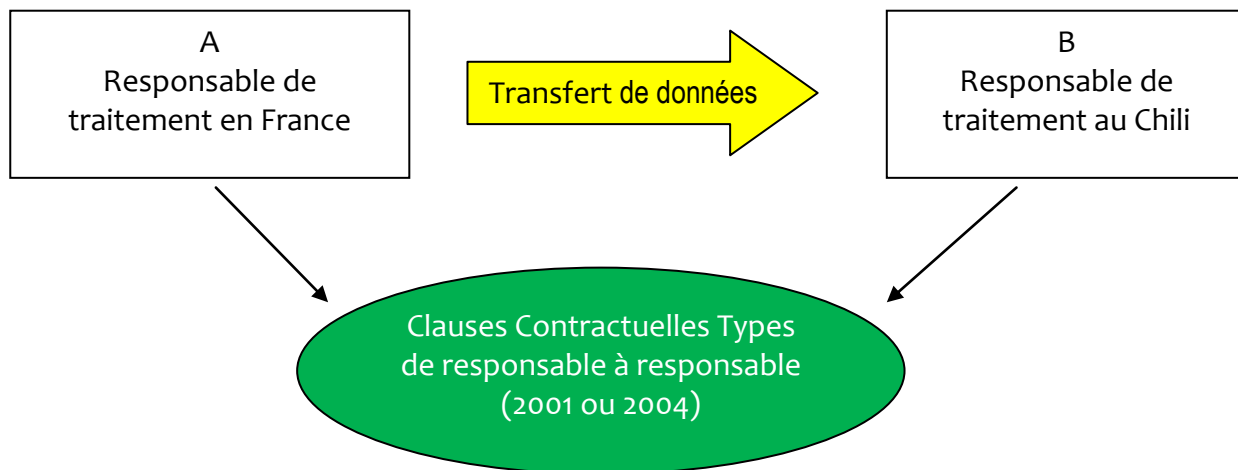 A
Responsable de
traitement en France
Transfert de données
B
Responsable de
traitement au Chili
Clauses Contractuelles Types
de responsable à responsable
(2001 ou 2004)